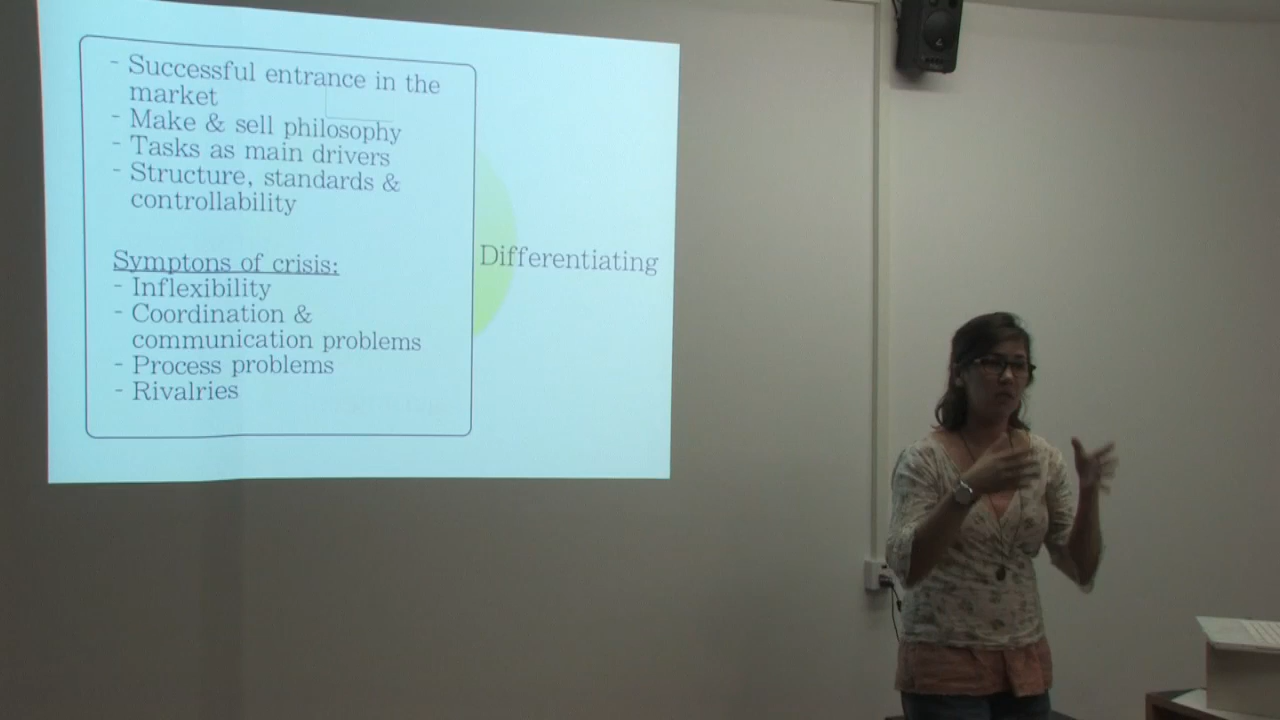 - Successful entrance in the
market
- Make & sell philosophy
- Tasks as main drivers
- Structure, standards &
controllability
Symptons of crisis:
- Inflexibility
- Coordination &
communication problems
- Process problems
- Rivalries
Differentiating